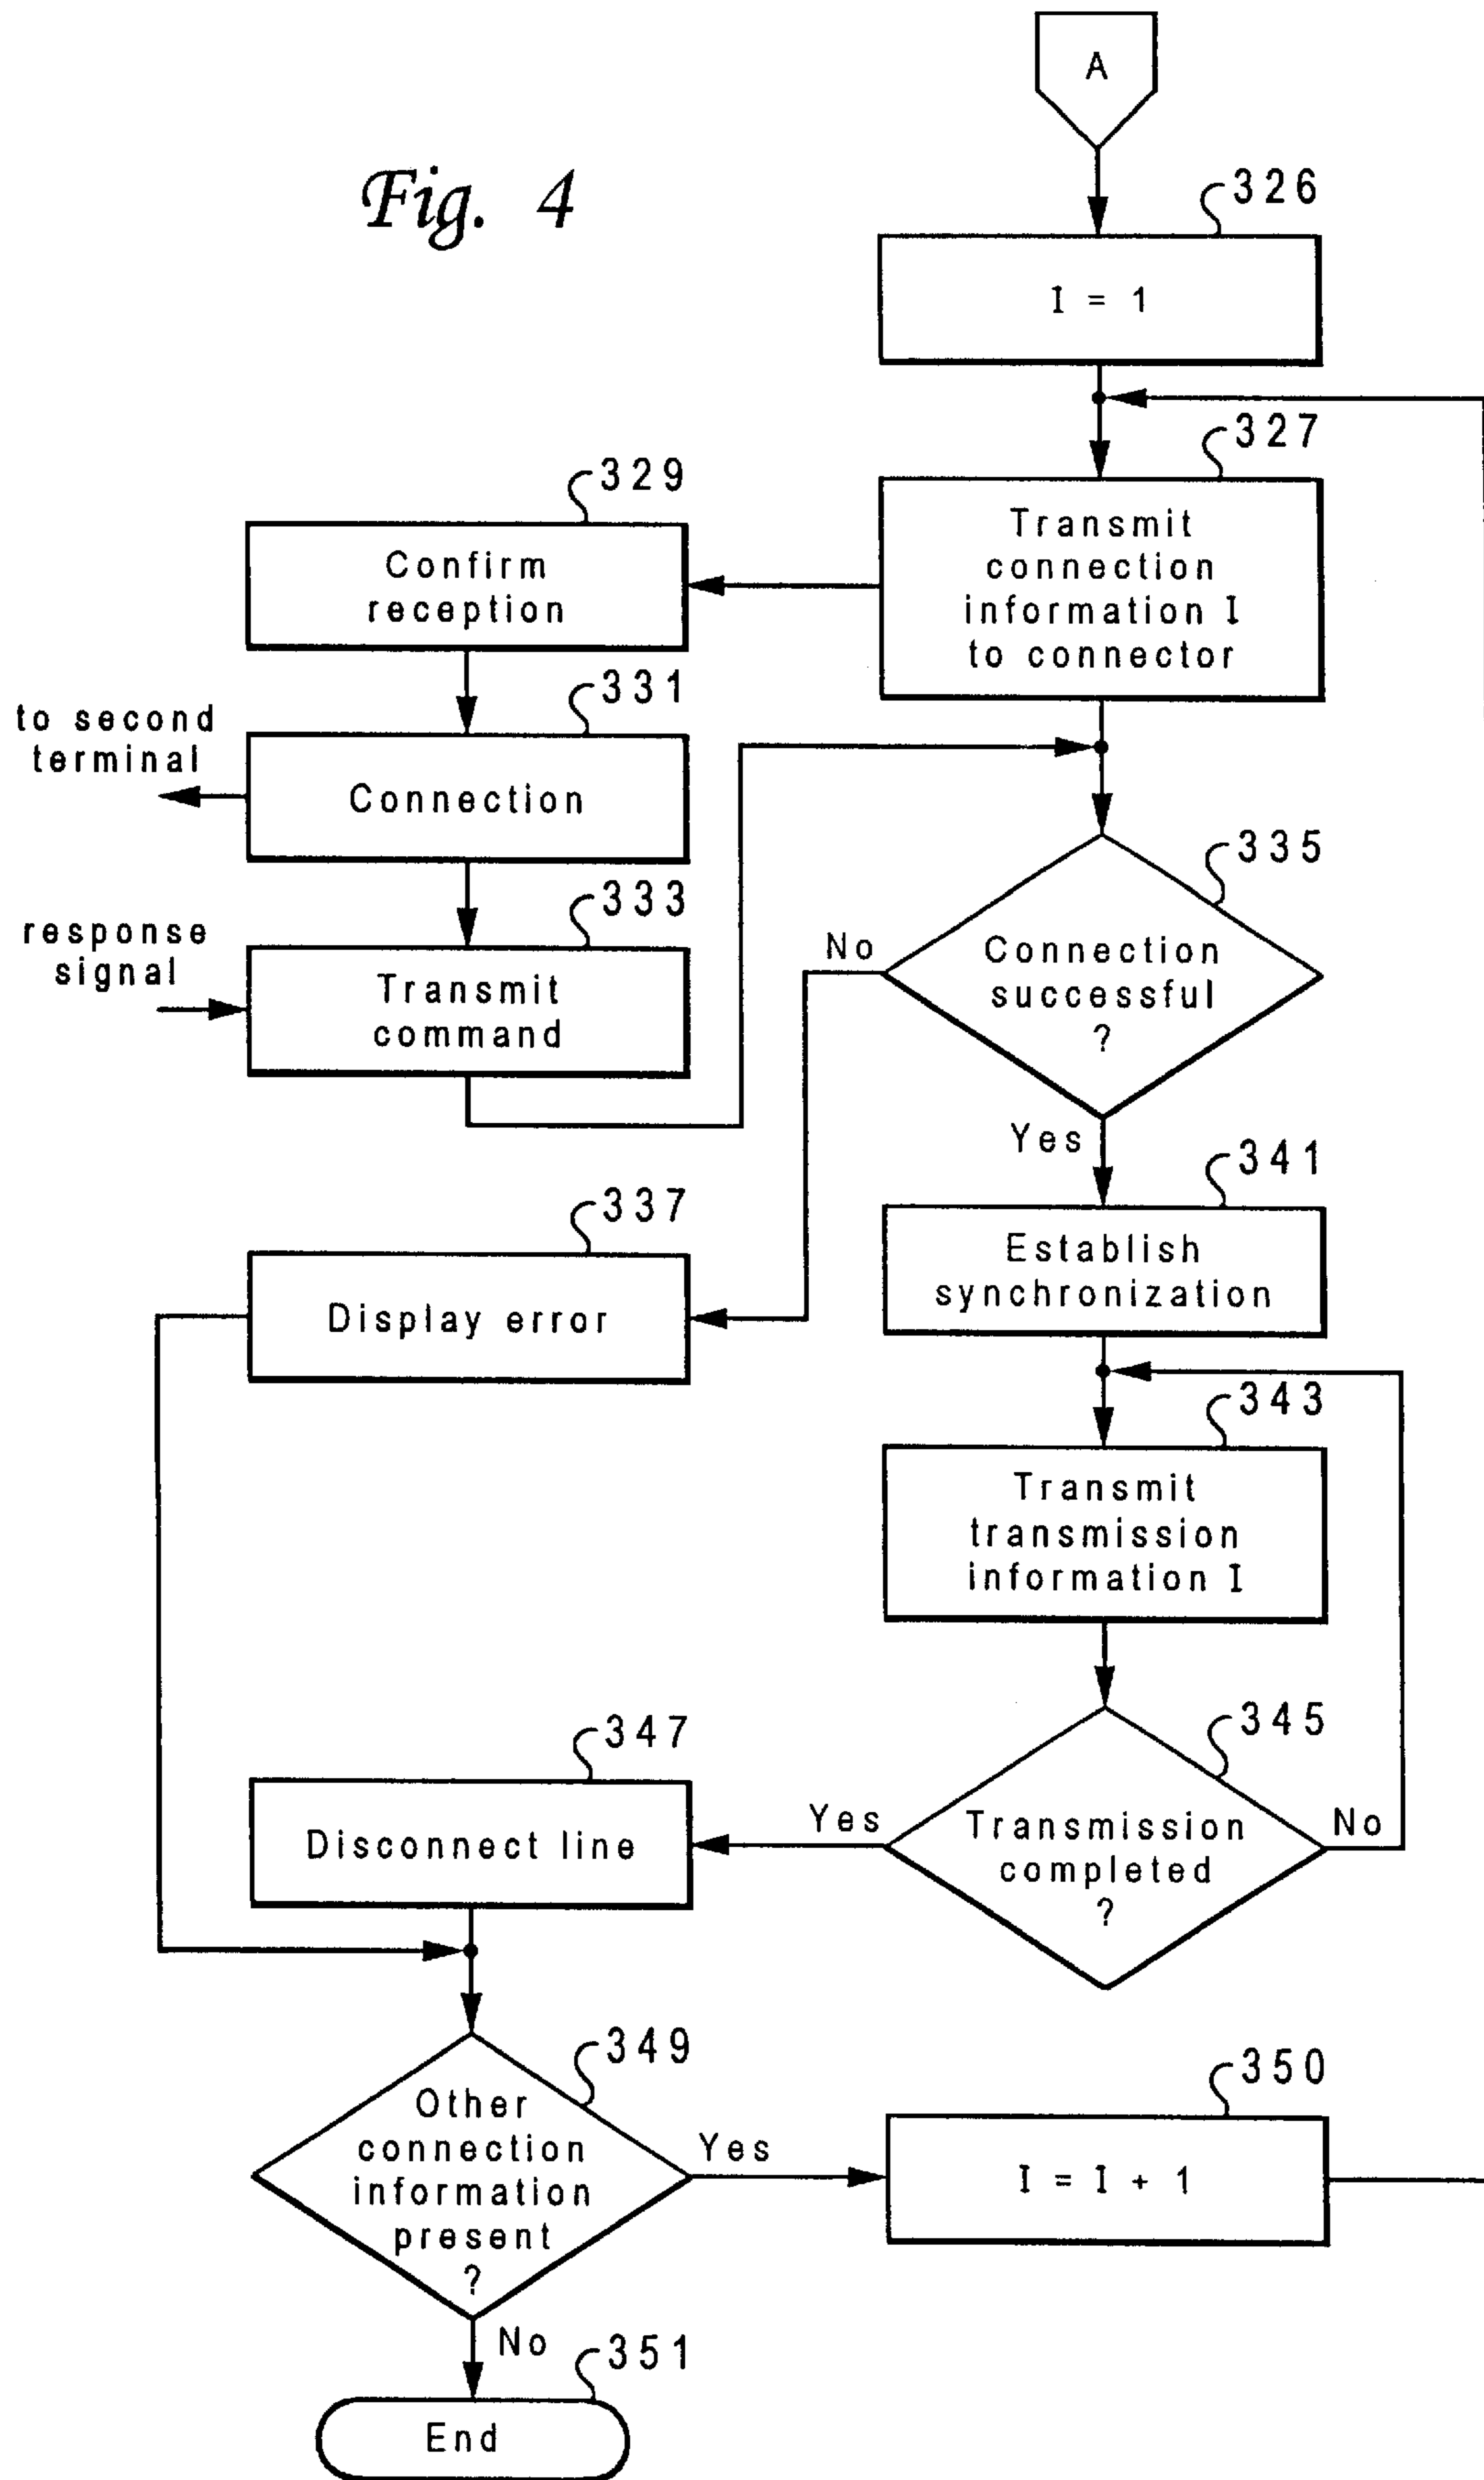 A
Fig. 4
326
I = 1
327
Transmit
connection
information I
to connector
329
Confirm
reception
331
to second
terminal
Connection
333
response
signal
Transmit
command
335
No
Connection
successful
?
Yes
341
Establish
synchronization
337
Display error
343
Transmit
transmission
information I
345
Transmission
completed
?
Yes
No
347
Disconnect line
349
Other
connection
information
present
?
Yes
350
I = I + 1
No
351
End